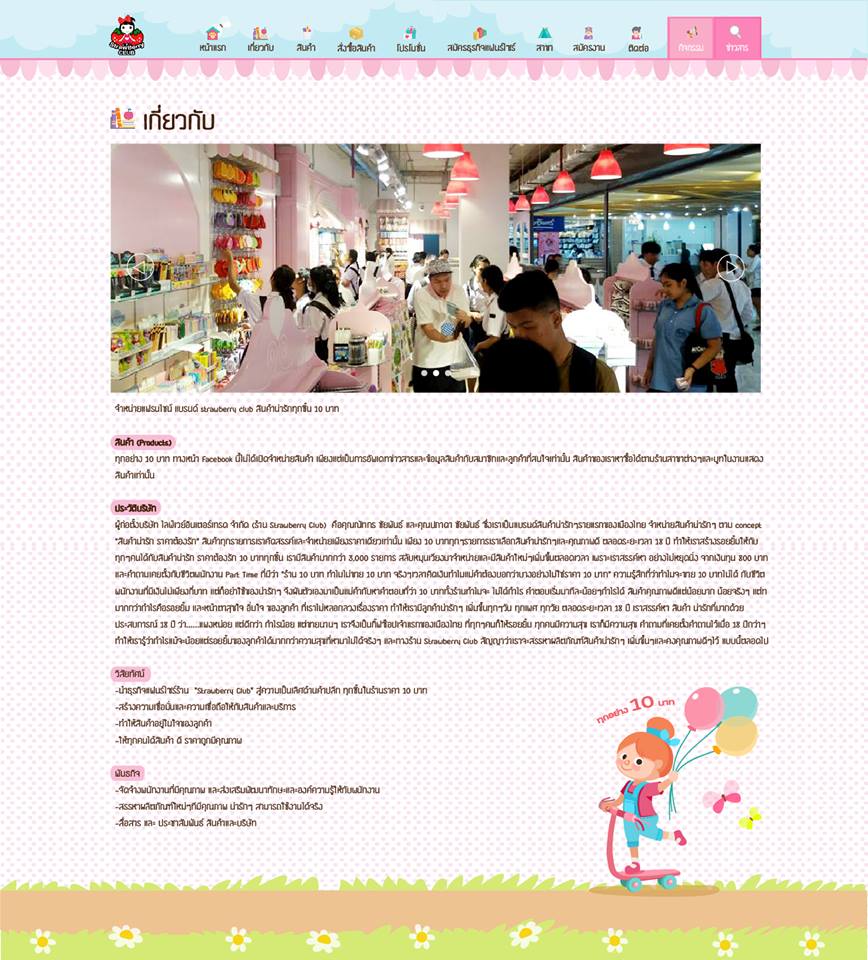 Strawberry
CLUB
หน้าแรก เกี่ยวกับ สินค้า สั่งซื้อสินค้า โปรโมชั่น สมัครธุรกิจแฟนร์ไชร์ สาขา สมัครงาน ติดต่อ กิจกรรม ข่าวสาร
เกี่ยวกับ
จำหน่ายแฟรนไชน์ แบรนด์ strawberry club สินค้าน่ารักทุกชิ้น 10 บาท
สินค้า (Products)
ทุกอย่าง 10 บาท ทางหน้า Facebook นี้ไม่ได้เปิดจำหน่ายสินค้า เพียงแต่เป็นการอัพเดทข่าวสารและข้อมูลสินค้ากับสมาชิกและลูกค้าที่สนใจเท่านั้น สินค้าของเราหาซื้อได้ตามร้านสาขาต่างๆและบูทในงานแสดง
สินค้าเท่านั้น
ประวัติบริษัท
ผู้ก่อตั้งบริษัท ไลฟ์เวย์อินเตอร์เทรด จำกัด (ร้าน Strawberry Club) คือคุณณัทกร ชัยพันธ์ และคุณปภาดา ชัยพันธ์ ซึ่งเราเป็นแบรนด์สินค้าน่ารักๆรายแรกของเมืองไทย จำหน่ายสินค้าน่ารักๆ ตาม concept
"สินค้าน่ารัก ราคาต้องรัก" สินค้าทุกรายการเราคัดสรรค์และจำหน่ายเพียงราคาเดียวเท่านั้น เพียง 10 บาททุกๆรายการเราเลือกสินค้าน่ารักๆและคุณภาพดี ตลอดระยะเวลา 18 ปี ทำให้เราสร้างรอยยิ้มให้กับ
ทุกๆคนได้กับสินค้าน่ารัก ราคาต้องรัก 10 บาททุกชิ้น เรามีสินค้ามากกว่า 3,000 รายการ สลับหมุนเวียนมาจำหน่ายและมีสินค้าใหม่ๆเพิ่มขึ้นตลอดเวลา เพราะเราสรรค์หา อย่างไม่หยุดนิ่ง จากเงินทุน 800 บาท
และคำถามเคยตั้งกับชีวิตพนักงาน Part Time ที่มีว่า "ร้าน 10 บาท ทำไมไม่ขาย 10 บาท จริงๆเวลาคิดเงินทำไมแม่ค้าต้องบอกว่าบางอย่างไม่ใช่ราคา 10 บาท" ความรู้สึกที่ว่าทำไมจะขาย 10 บาทไม่ได้ กับชีวิต
พนักงานที่มีเงินไม่เพียงที่มาก แต่ก็อยากใช้ของน่ารักๆ จึงผันตัวเองมาเป็นแม่ค้ากับหาคำตอบที่ว่า 10 บาททั้งร้านทำไมจะ ไม่ได้กำไร คำตอบเริ่มมาทีละน้อยๆกำไรได้ สินค้าคุณภาพดีแต่น้อยมาก น้อยจริงๆ แต่ท
มากกว่ากำไรคือรอยยิ้ม และหน้าตาสุขใจ อิ่มใจ ของลูกค้า ที่เราไม่หลอกลวงเรื่องราคา ทำให้เรามีลูกค้าน่ารักๆ เพิ่มขึ้นทุกๆวัน ทุกเพศ ทุกวัย ตลอดระยะเวลา 18 ปี เราสรรค์หา สินค้า น่ารักที่มากด้วย
ประสบการณ์ 18 ปี ว่า.......แพงหน่อย แต่ดีกว่า กำไรน้อย แต่ขายนานๆ เราจึงเป็นกิ๊ฟช็อปเจ้าแรกของเมืองไทย ที่ทุกๆคนก็ให้รอยยิ้ม ทุกคนมีความสุข เราก็มีความสุข คำถามที่เคยตั้งคำถามไว้เมื่อ 18 ปีกว่าๆ
ทำให้เรารู้ว่ากำไรแม้จะน้อยแต่รอยยิ้มของลูกค้าได้มากกว่าความสุขที่หามาไม่ได้จริงๆ และทางร้าน Strawberry Club สัญญาว่าเราจะสรรหาผลิตภัณฑ์สินค้าน่ารักๆ เพิ่มขึ้นๆและคงคุณภาพดีๆไว้ แบบนี้ตลอดไป
วิสัยทัศน์
-นำธุรกิจแฟนร์ไชร์ร้าน "Strawberry Club" สู่ความเป็นเลิศด้านค้าปลีก ทุกชิ้นในร้านราคา 10 บาท
-สร้างความเชื่อมั่นและความเชื่อถือให้กับสินค้าและบริการ
-ทำให้สินค้าอยู่ในใจของลูกค้า
-ให้ทุกคนได้สินค้า ดี ราคาถูกมีคุณภาพ
พันธกิจ
-จัดจ้างพนักงานที่มีคุณภาพ และส่งเสริมพัฒนาทักษะและองค์ความรู้ให้กับพนักงาน
-สรรหาผลิตภัณฑ์ใหม่ๆที่มีคุณภาพ น่ารักๆ สามารถใช้งานได้จริง
-สื่อสาร และ ประชาสัมพันธ์ สินค้าและบริษัท
ทุกอย่าง 10 บาท